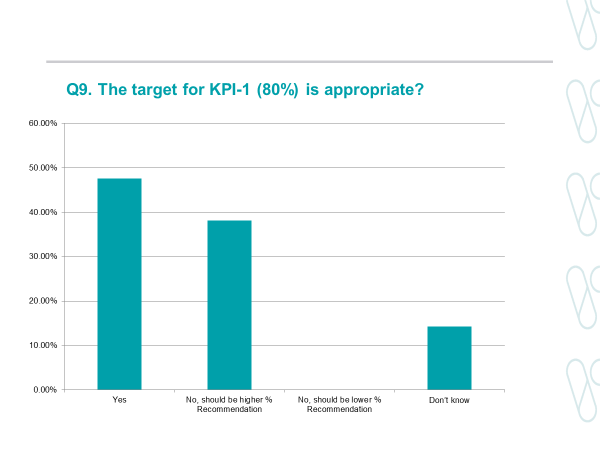 Q9. The target for KPI-1 (80%) is appropriate?
60.00%
50.00%
40.00%
30.00%
20.00%
10.00%
0.00%
Yes
No, should be higher %
Recommendation
No, should be lower %
Recommendation
Don't know